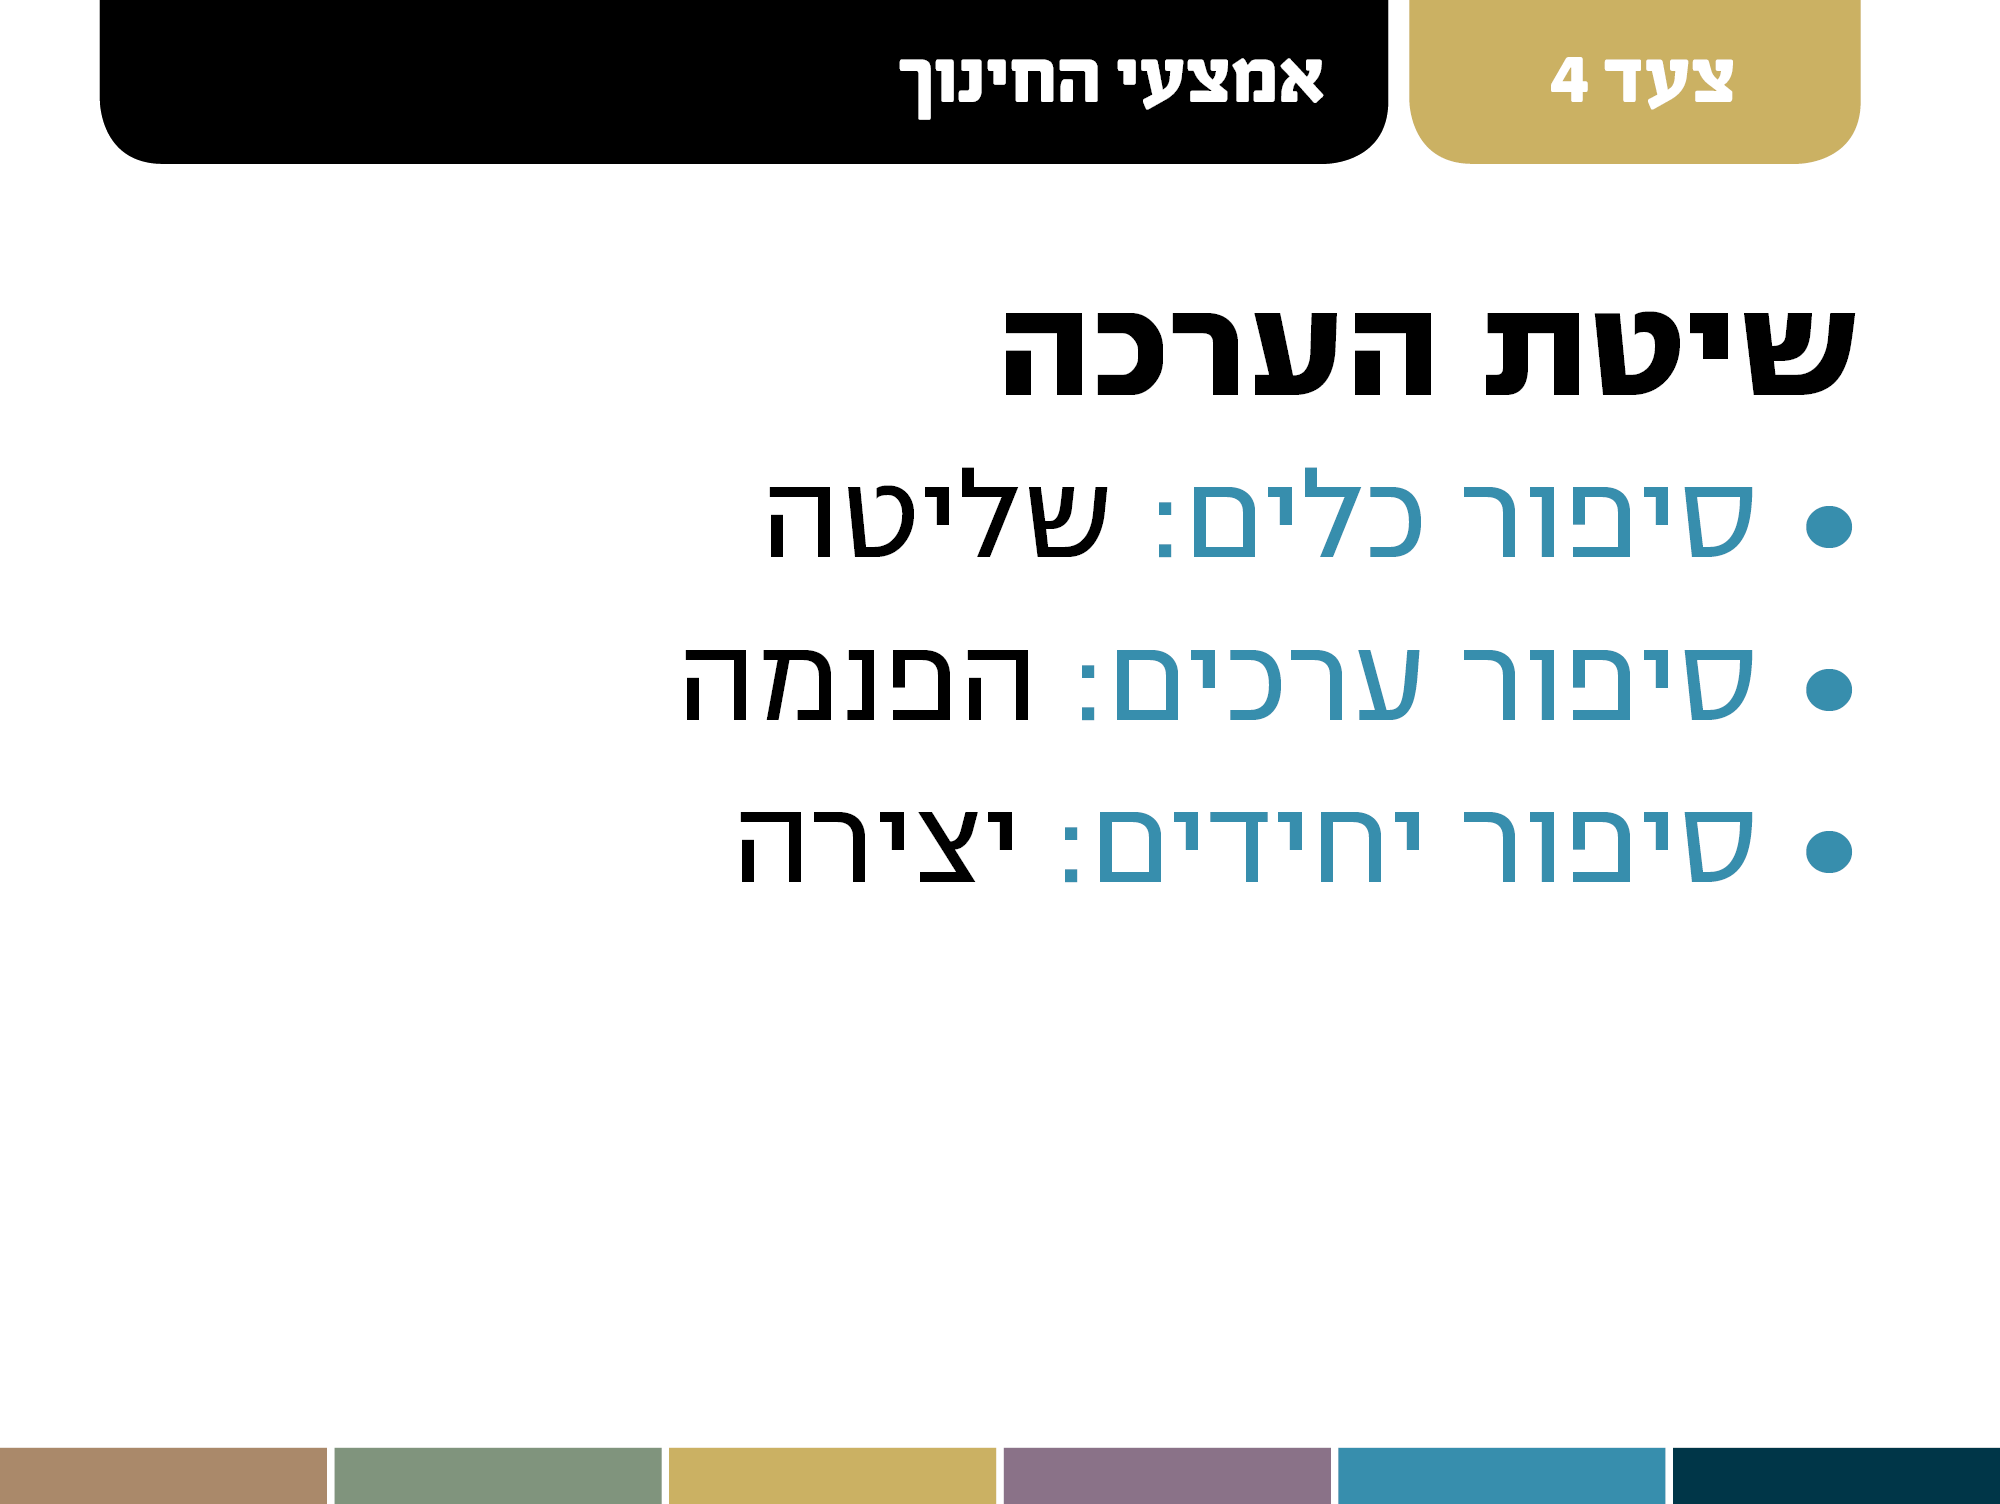 צעד 4
אמצעי החינוך
שיטת הערכה
• סיפור כלים: שליטה
• סיפור ערכים: הפנמה
• סיפור יחידים: יצירה